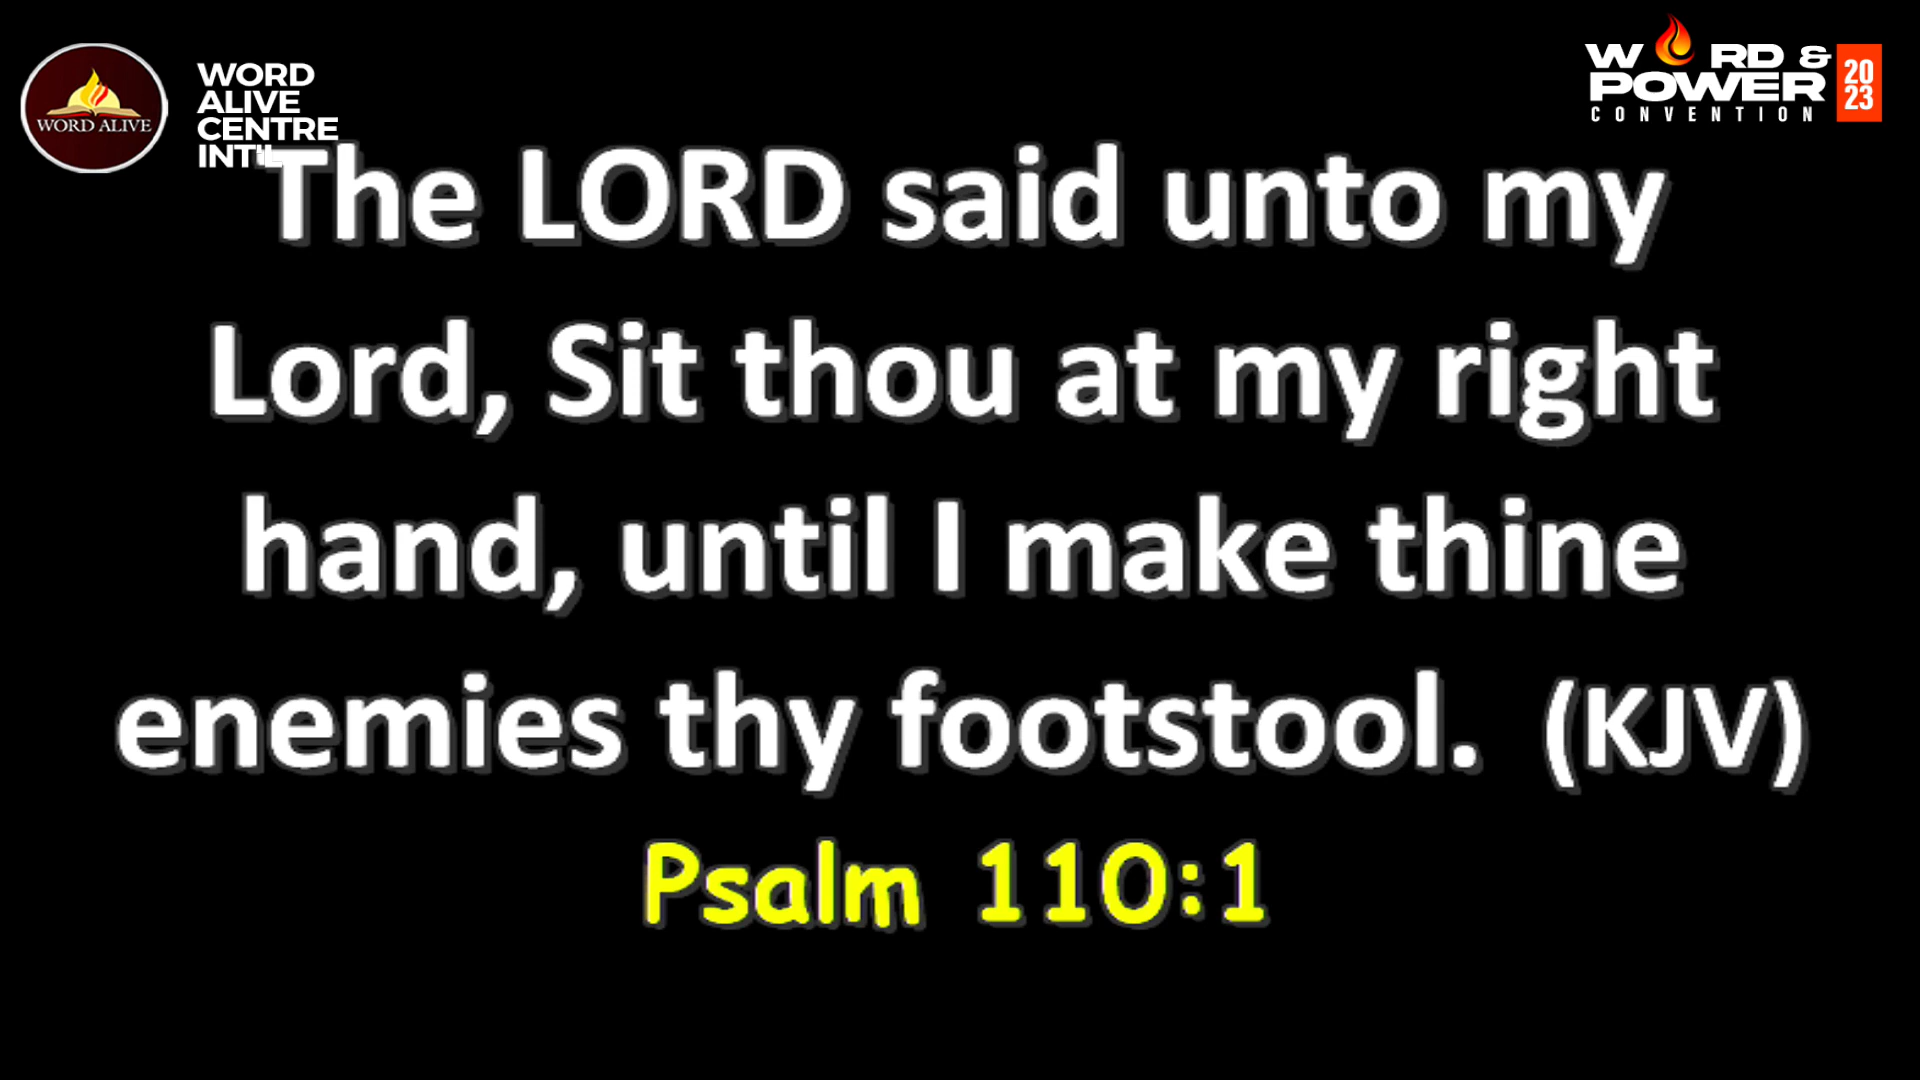 WORD ALIVE
WORD
ALIVE
CENTRE
INT'L
WORD &
POWER
CONVENTION
20
23
The LORD said unto my
Lord, Sit thou at my right
hand, until I make thine
enemies thy footstool. (KJV)
Psalm 110:1